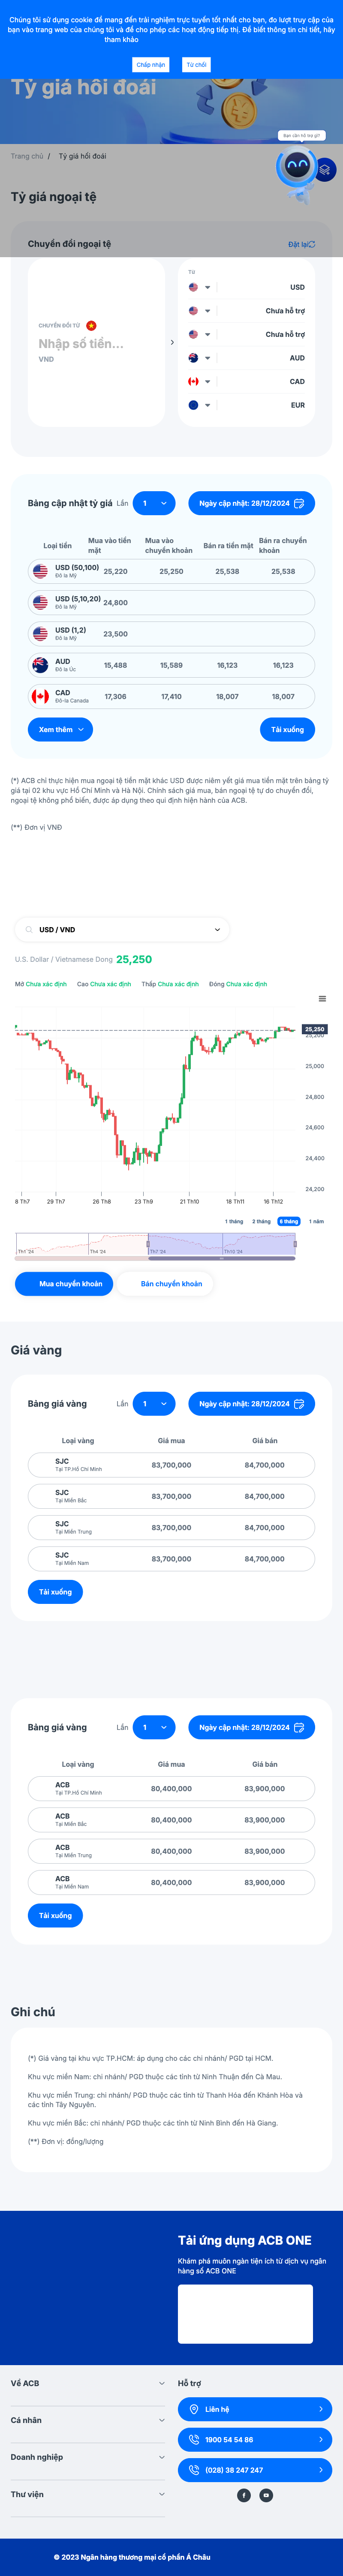 Chúng tôi sử dụng cookie để mang đến trải nghiệm trực tuyến tốt nhất cho bạn, đo lượt truy cập của
bạn vào trang web của chúng tôi và để cho phép các hoạt động tiếp thị. Để biết thông tin chi tiết, hãy
tham khảo
Chấp nhận
Từ chối
Tỷ giá hối đoái
Bạn cần hỗ trợ gì?
Trang chủ / Tỷ giá hối đoái
Tỷ giá ngoại tệ
Chuyển đổi ngoại tệ
Đặt lại
CHUYỂN ĐỔI TỪ
Nhập số tiền...
VND
Từ
USD
Chưa hỗ trợ
Chưa hỗ trợ
AUD
CAD
EUR
Bảng cập nhật tỷ giá
Lần
1
Ngày cập nhật: 28/12/2024
Loại tiền
Mua vào tiền mặt
Mua vào chuyển khoản
Bán ra tiền mặt
Bán ra chuyển khoản
USD (50,100)
Đô la Mỹ
25,220
25,250
25,538
25,538
USD (5,10,20)
Đô la Mỹ
24,800
USD (1,2)
Đô la Mỹ
23,500
AUD
Đô la Úc
15,488
15,589
16,123
16,123
CAD
Đô-la Canada
17,306
17,410
18,007
18,007
Xem thêm
Tải xuống
(*) ACB chỉ thực hiện mua ngoại tệ tiền mặt khác USD được niêm yết giá mua tiền mặt trên bảng tỷ
giá tại 02 khu vực Hồ Chí Minh và Hà Nội. Chính sách giá mua, bán ngoại tệ tự do chuyển đổi,
ngoại tệ không phổ biến, được áp dụng theo qui định hiện hành của ACB.
(**) Đơn vị VNĐ
USD / VND
U.S. Dollar / Vietnamese Dong 25,250
Mở Chưa xác định
Cao Chưa xác định
Thấp Chưa xác định
Đóng Chưa xác định
25,250
25,200
25,000
24,800
24,600
24,400
24,200
8 Th7
29 Th7
26 Th8
23 Th9
21 Th10
18 Th11
16 Th12
1 tháng
2 tháng
6 tháng
1 năm
Th1 '24
Th4 '24
Th7 '24
Th10 '24
Mua chuyển khoản
Bán chuyển khoản
Giá vàng
Bảng giá vàng
Lần
1
Ngày cập nhật: 28/12/2024
Loại vàng
Giá mua
Giá bán
SJC
Tại TP.Hồ Chí Minh
83,700,000
84,700,000
SJC
Tại Miền Bắc
83,700,000
84,700,000
SJC
Tại Miền Trung
83,700,000
84,700,000
SJC
Tại Miền Nam
83,700,000
84,700,000
Tải xuống
Bảng giá vàng
Lần
1
Ngày cập nhật: 28/12/2024
Loại vàng
Giá mua
Giá bán
ACB
Tại TP.Hồ Chí Minh
80,400,000
83,900,000
ACB
Tại Miền Bắc
80,400,000
83,900,000
ACB
Tại Miền Trung
80,400,000
83,900,000
ACB
Tại Miền Nam
80,400,000
83,900,000
Tải xuống
Ghi chú
(*) Giá vàng tại khu vực TP.HCM: áp dụng cho các chi nhánh/ PGD tại HCM.
Khu vực miền Nam: chi nhánh/ PGD thuộc các tỉnh từ Ninh Thuận đến Cà Mau.
Khu vực miền Trung: chi nhánh/ PGD thuộc các tỉnh từ Thanh Hóa đến Khánh Hòa và
các tỉnh Tây Nguyên.
Khu vực miền Bắc: chi nhánh/ PGD thuộc các tỉnh từ Ninh Bình đến Hà Giang.
(**) Đơn vị: đồng/lượng
Tải ứng dụng ACB ONE
Khám phá muôn ngàn tiện ích từ dịch vụ ngân
hàng số ACB ONE
Về ACB
Cá nhân
Doanh nghiệp
Thư viện
Hỗ trợ
Liên hệ
1900 54 54 86
(028) 38 247 247
© 2023 Ngân hàng thương mại cổ phần Á Châu